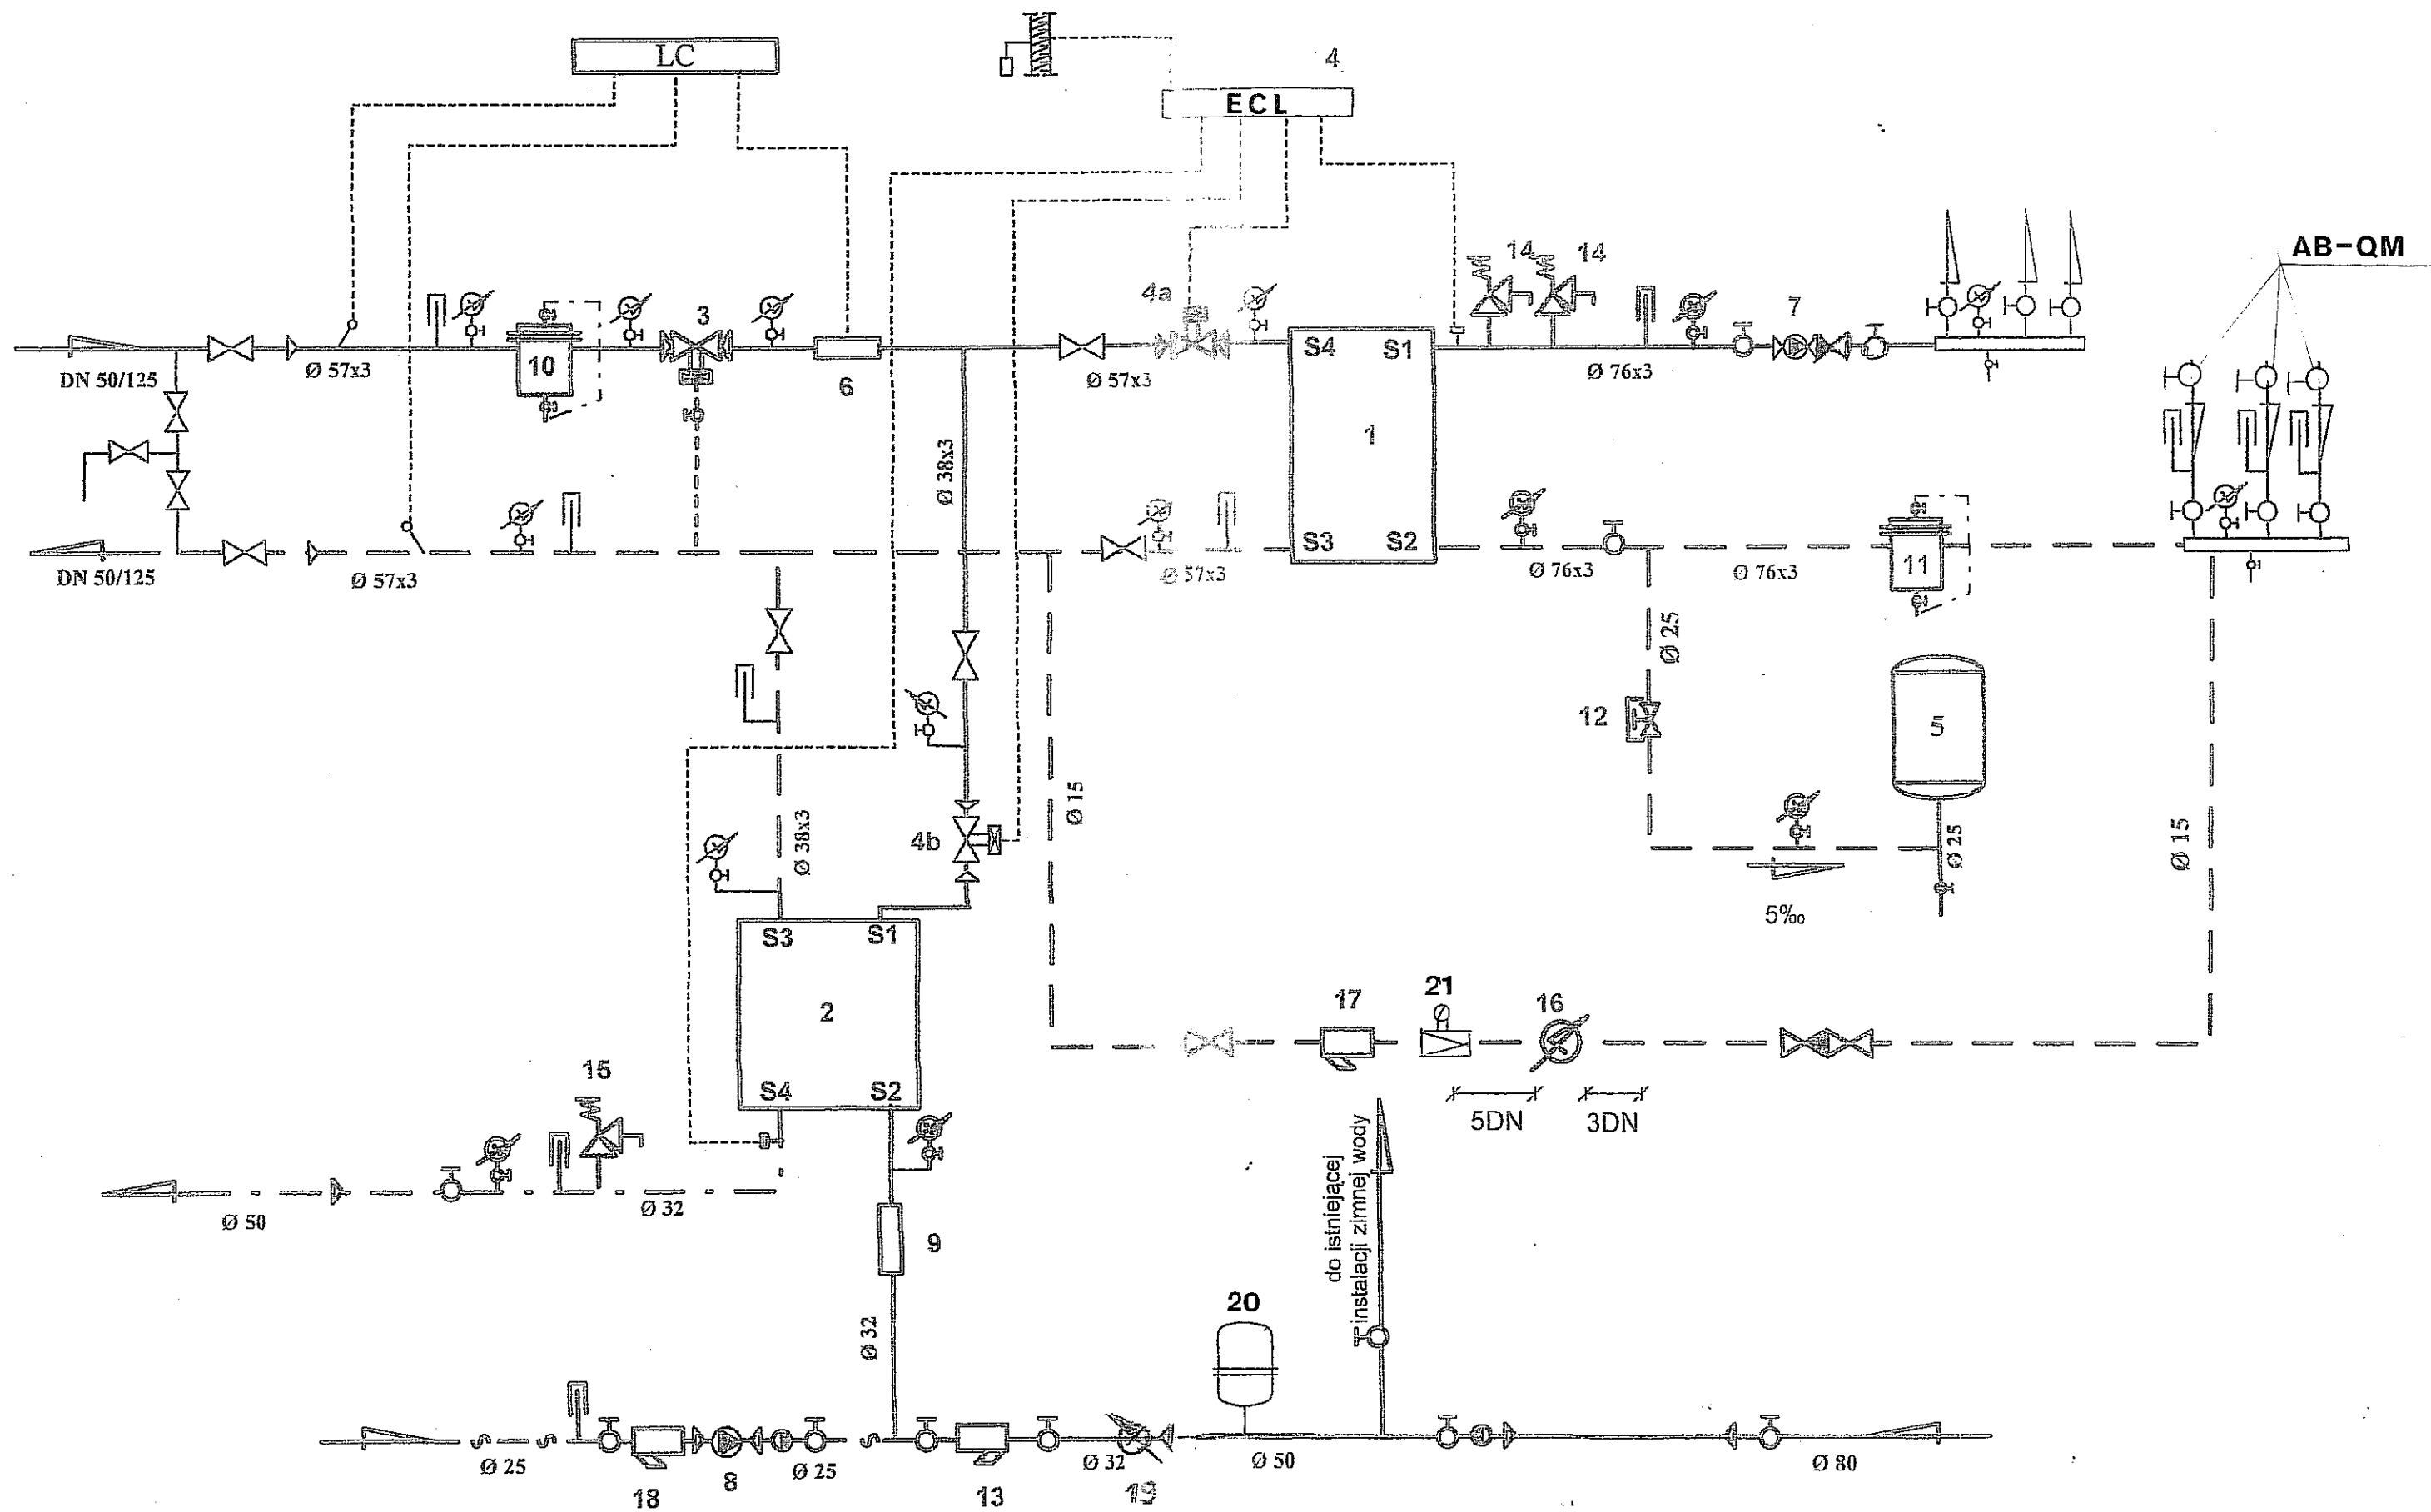 LC
4
ECL
14
14
AB-QM
4a
3
7
S4 S1
10
DN 50/125
Ø 57x3
6
Ø 57x3
Ø 76x3
1
Ø 38x3
S3 S2
11
DN 50/125
Ø 57x3
Ø 57x3
Ø 76x3
Ø 76x3
Ø 25
12
5
Ø 15
Ø 38x3
4b
Ø 25
Ø 15
5‰
S3 S1
2
17
21
16
S4 S2
15
5DN
3DN
Ø 50
Ø 32
9
do istniejącej
instalacji zimnej wody
20
Ø 32
Ø 25
8
Ø 25
Ø 32
Ø 50
Ø 80
18
13
19